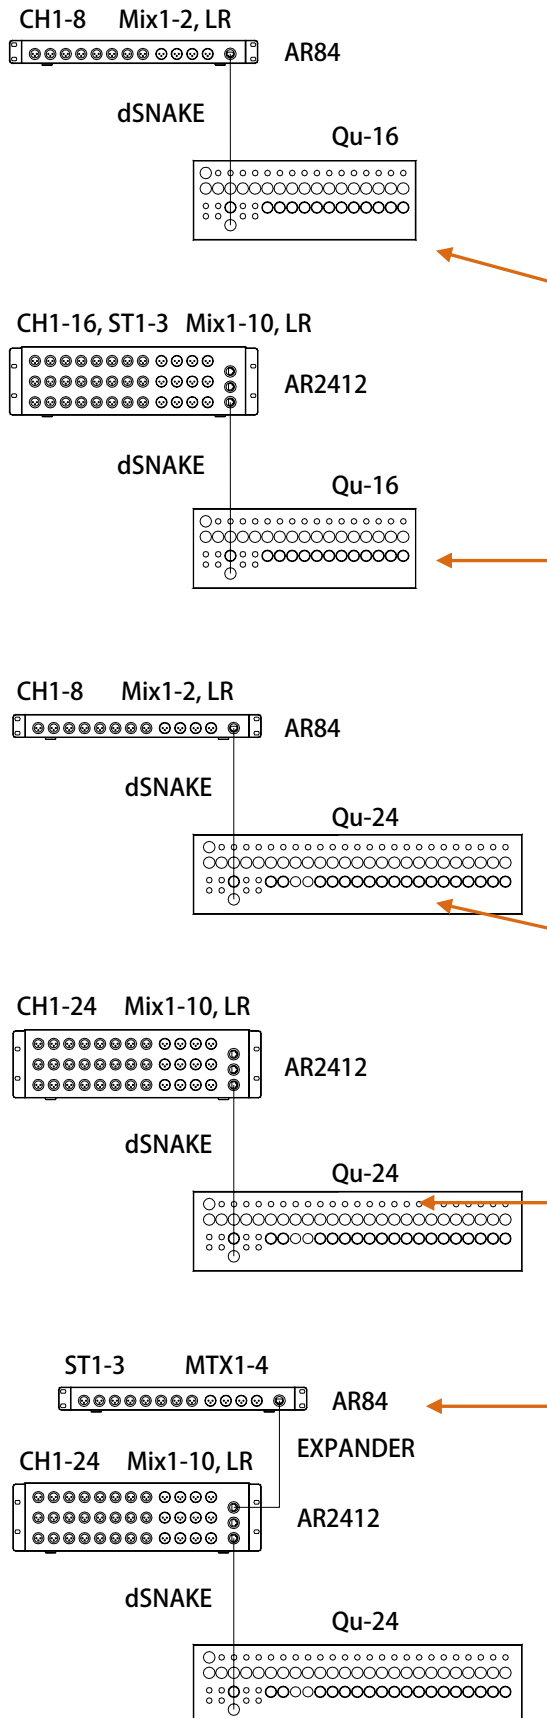 CH1-8 Mix1-2, LR
AR84
dSNAKE
Qu-16
CH1-16, ST1-3 Mix1-10, LR
AR2412
dSNAKE
Qu-16
CH1-8 Mix1-2, LR
AR84
dSNAKE
Qu-24
CH1-24 Mix1-10, LR
AR2412
dSNAKE
Qu-24
ST1-3 MTX1-4
AR84
EXPANDER
CH1-24 Mix1-10, LR
AR2412
dSNAKE
Qu-24